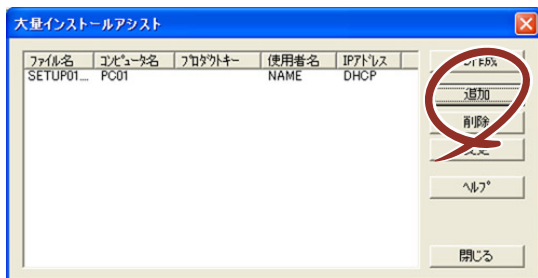 大量インストールアシスト
ファイル名 コンピュータ名 プロダクトキー 使用者名 IPアドレス
SETUP01... PC01 NAME DHCP
追加
削除
ヘルプ
閉じる